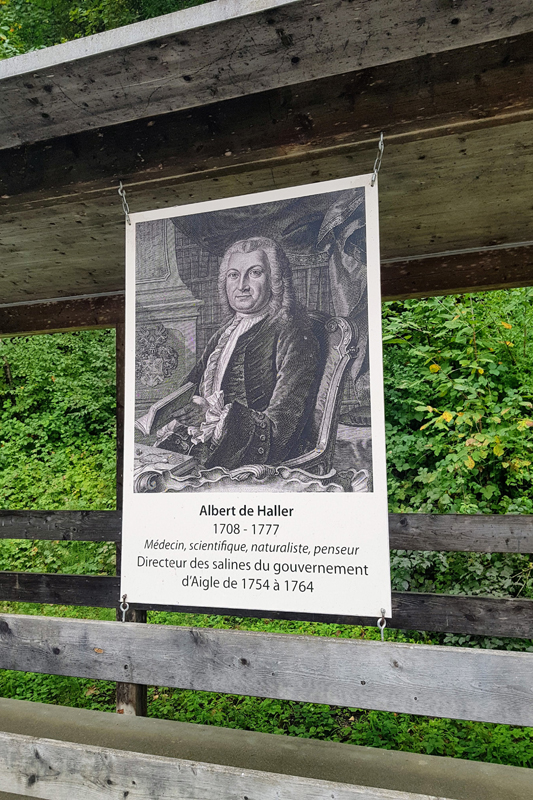 Albert de Haller
1708 - 1777
Médecin, scientifique, naturaliste, penseur
Directeur des salines du gouvernement
d'Aigle de 1754 à 1764